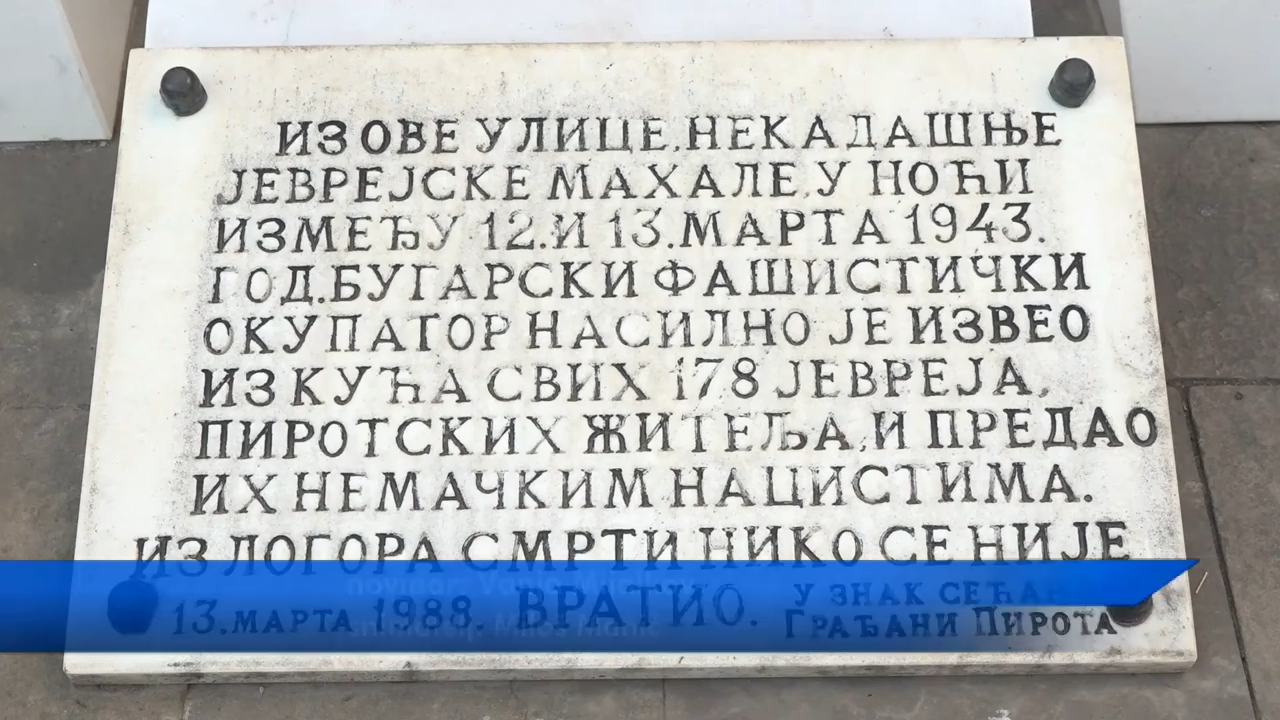 ИЗ ОВЕ УЛИЦЕ, НЕКАДАШЊЕ
ЈЕВРЕЈСКЕ МАХАЛЕ, У НОЋИ
ИЗМЕЂУ 12. И 13. МАРТА 1943.
ГОД. БУГАРСКИ ФАШИСТИЧКИ
ОКУПАТОР НАСИЛНО ЈЕ ИЗВЕО
ИЗ КУЋА СВИХ 178 ЈЕВРЕЈА,
ПИРОТСКИХ ЖИТЕЉА, И ПРЕДАО
ИХ НЕМАЧКИМ НАЦИСТИМА.
ИЗ ЛОГОРА СМРТИ НИКО СЕ НИЈЕ
ВРАТИО.
13. МАРТА 1988.
У ЗНАК
ГРАЂАНИ ПИРОТА
novinar